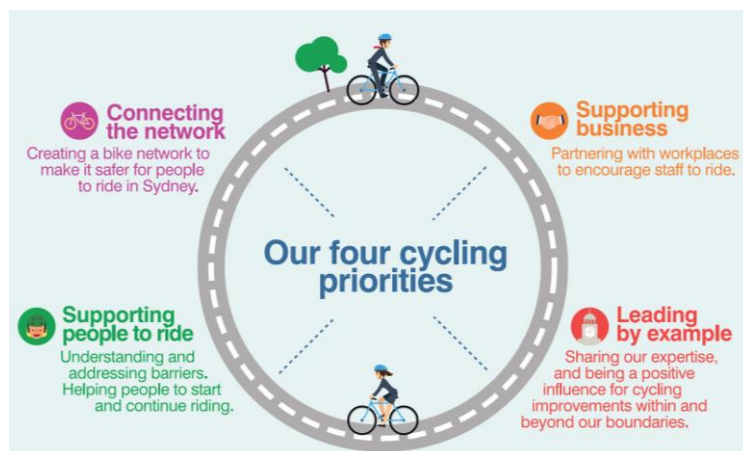 Connecting
the network
Creating a bike network to
make it safer for people
to ride in Sydney.
Supporting
business
Partnering with workplaces
to encourage staff to ride.
Our four cycling
priorities
Supporting
people to ride
Understanding and
addressing barriers.
Helping people to start
and continue riding.
Leading
by example
Sharing our expertise,
and being a positive
influence for cycling
improvements within and
beyond our boundaries.